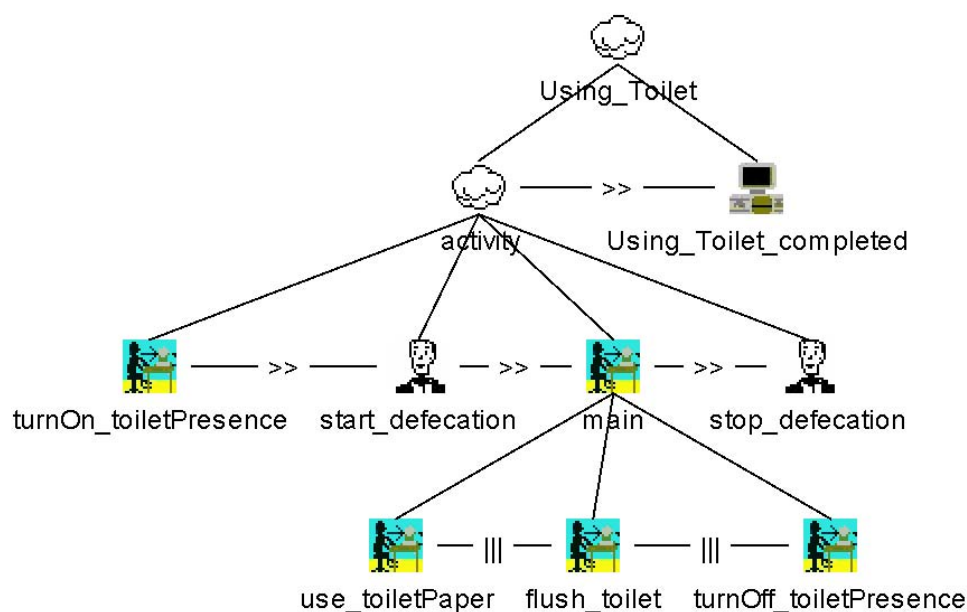 Using_Toilet
>>
activity
Using_Toilet_completed
>>
>>
>>
turnOn_toiletPresence
start_defecation
main
stop_defecation
|||
|||
use_toiletPaper
flush_toilet
turnOff_toiletPresence